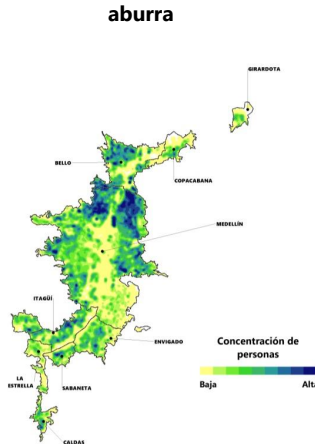 aburra
GIRARDOTA
BELLO
COPACABANA
MEDELLÍN
ITAGÜÍ
ENVIGADO
LA
ESTRELLA
SABANETA
CALDAS
Concentración de
personas
Baja
Alta